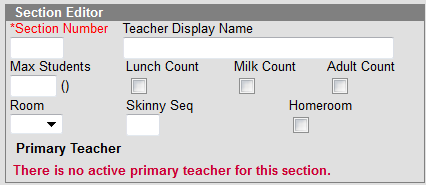 Section Editor
*Section Number Teacher Display Name
Max Students Lunch Count Milk Count Adult Count
()
Room Skinny Seq Homeroom
Primary Teacher
There is no active primary teacher for this section.